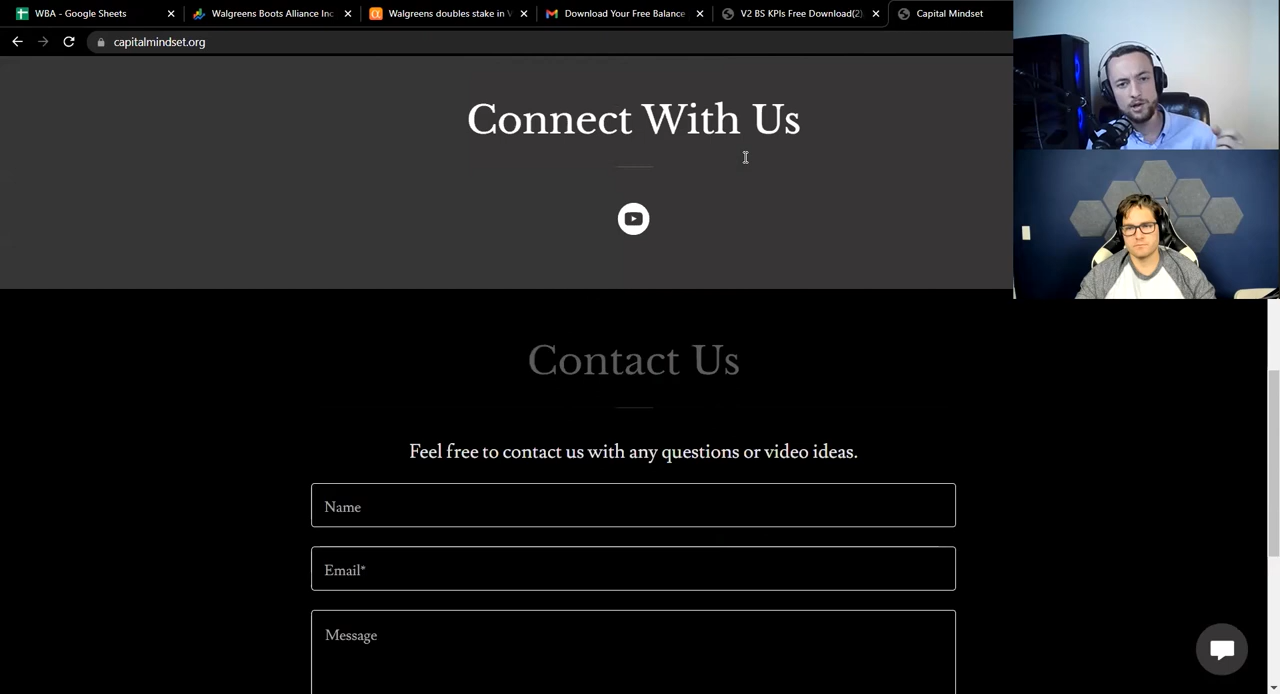 WBA - Google Sheets
Walgreens Boots Alliance Inc
Walgreens doubles stake in V
Download Your Free Balance
V2 BS KPIs Free Download(2).
Capital Mindset
capitalmindset.org
Connect With Us
Contact Us
Feel free to contact us with any questions or video ideas.
Name
Email*
Message